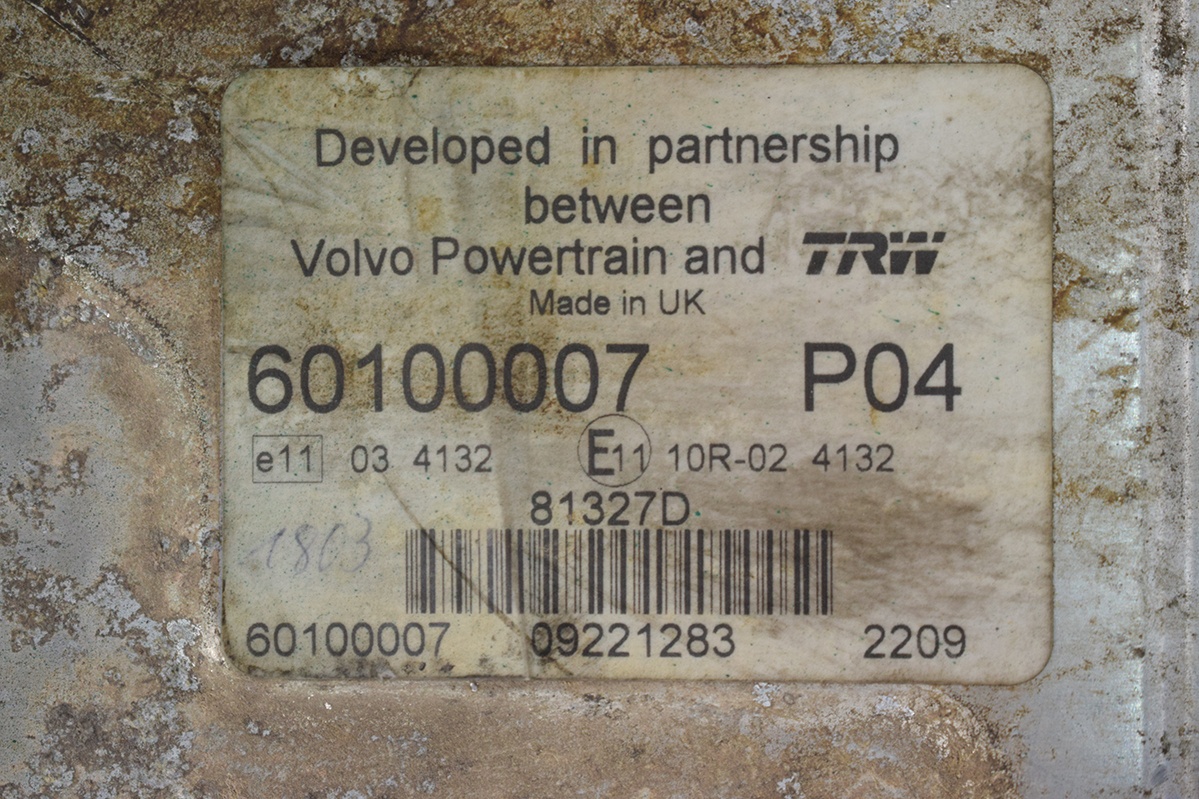 Developed in partnership
between
Volvo Powertrain and TRW
Made in UK
60100007 P04
e11 03 4132 E11 10R-02 4132
81327D
1803
60100007 09221283 2209